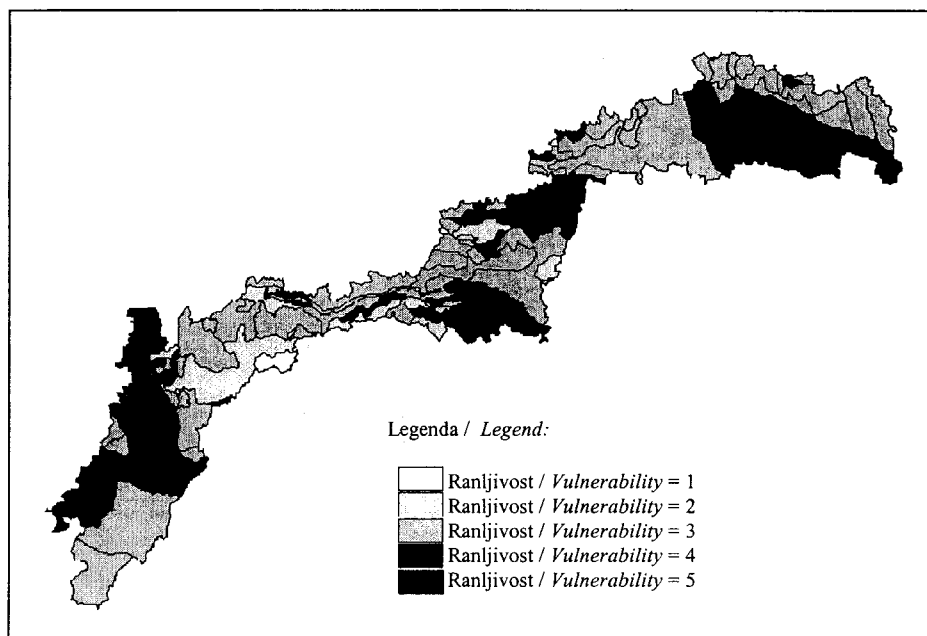 Legenda / Legend:
Ranljivost / Vulnerability = 1
Ranljivost / Vulnerability = 2
Ranljivost / Vulnerability = 3
Ranljivost / Vulnerability = 4
Ranljivost / Vulnerability = 5